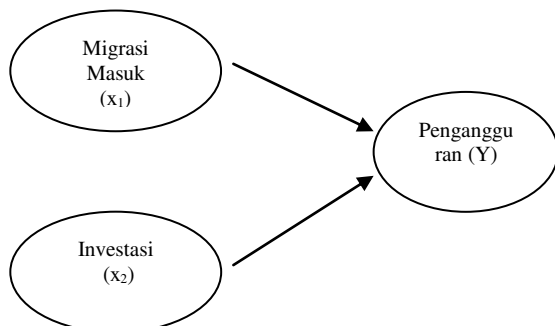 Migrasi
Masuk
(x₁)
Penganggu
ran (Y)
Investasi
(x₂)